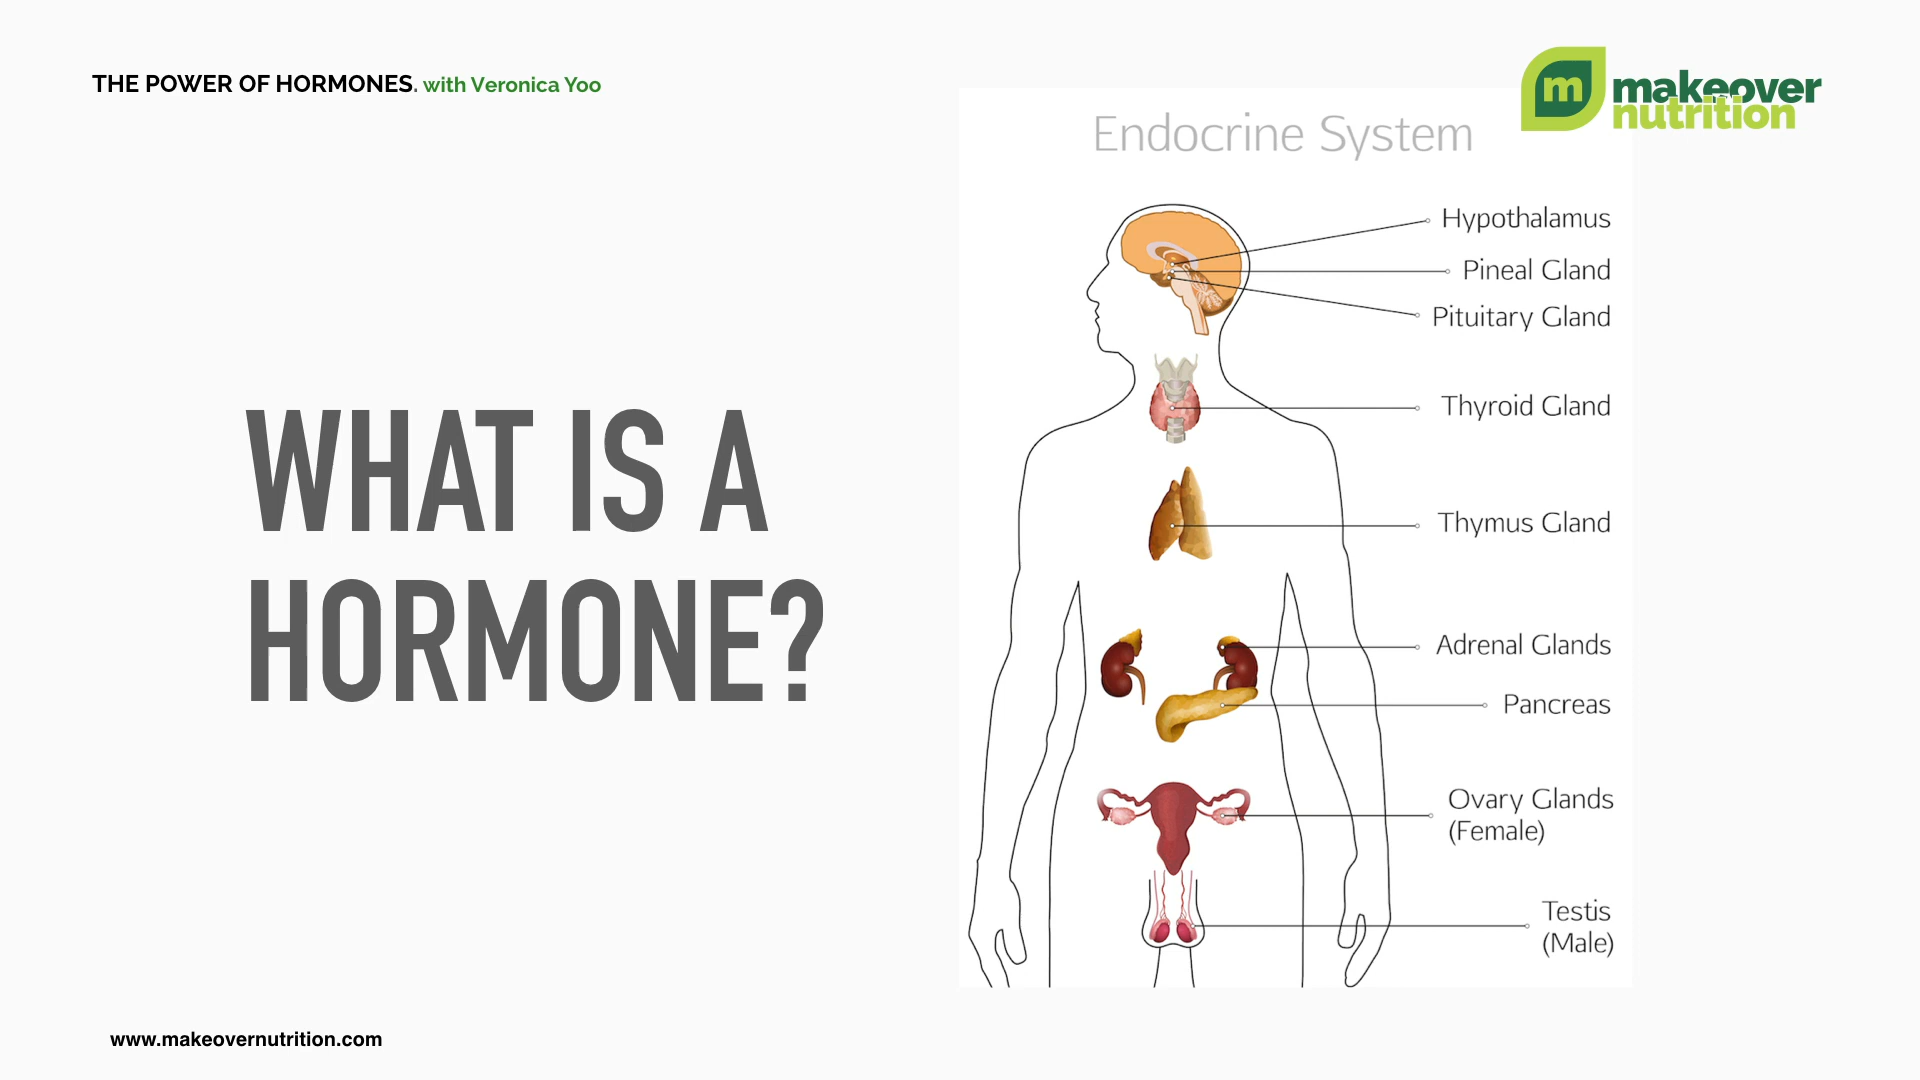 THE POWER OF HORMONES. with Veronica Yoo
m makeover
nutrition
Endocrine System
Hypothalamus
Pineal Gland
Pituitary Gland
Thyroid Gland
Thymus Gland
Adrenal Glands
Pancreas
Ovary Glands
(Female)
Testis
(Male)
WHAT IS A
HORMONE?
www.makeovernutrition.com